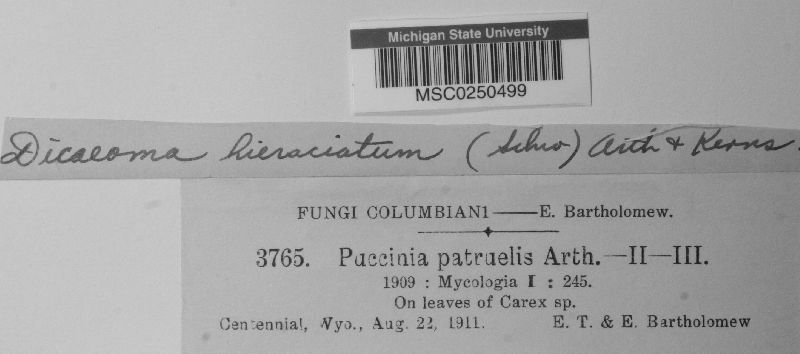 Michigan State University
MSC0250499
Dicaeoma hieraciatum (Schw) Arth & Kerns.
FUNGI COLUMBIANI—E. Bartholomew.
3765. Puccinia patruelis Arth.—II—III.
1909 : Mycologia I : 245.
On leaves of Carex sp.
Centennial, Wyo., Aug. 22, 1911. E. T. & E. Bartholomew